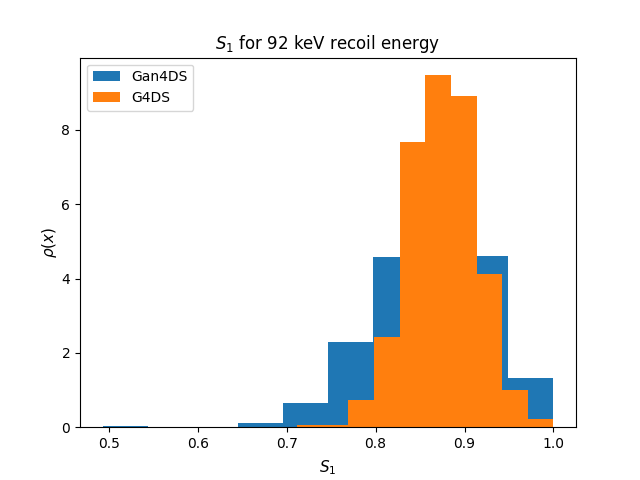 S₁ for 92 keV recoil energy
Gan4DS
G4DS
ρ(x)
8
6
4
2
0
0.5 0.6 0.7 0.8 0.9 1.0
S₁